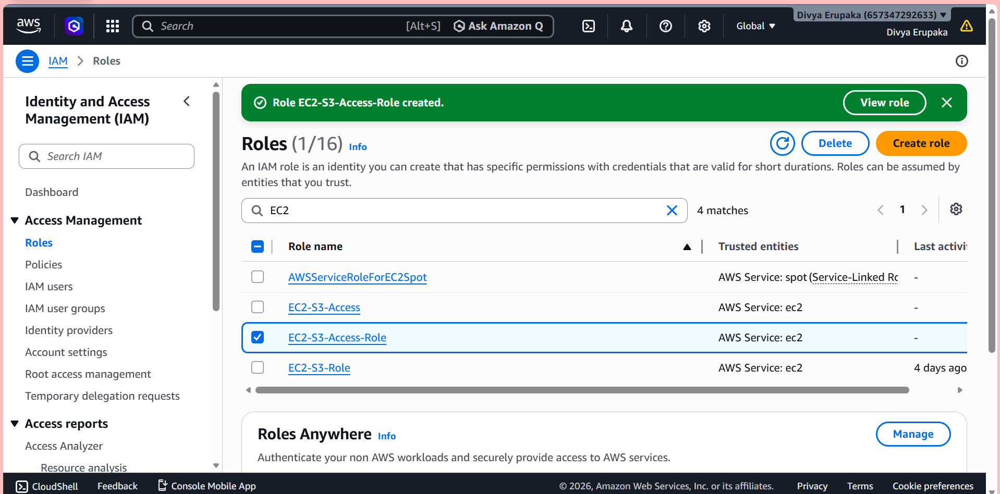 aws
Search [Alt+S] Ask Amazon Q
Global
Divya Erupaka (657347292633)
Divya Erupaka
IAM Roles
Identity and Access
Management (IAM)
Search IAM
Dashboard
Access Management
Roles
Policies
IAM users
IAM user groups
Identity providers
Account settings
Root access management
Temporary delegation requests
Access reports
Access Analyzer
Resource analysis
Role EC2-S3-Access-Role created.
View role
Roles (1/16) Info
Delete
Create role
An IAM role is an identity you can create that has specific permissions with credentials that are valid for short durations. Roles can be assumed by
entities that you trust.
EC2
4 matches
1
Role name Trusted entities Last activi
AWSServiceRoleForEC2Spot AWS Service: spot (Service-Linked Ro -
EC2-S3-Access AWS Service: ec2 -
EC2-S3-Access-Role AWS Service: ec2 -
EC2-S3-Role AWS Service: ec2 4 days ago
Roles Anywhere Info
Manage
Authenticate your non AWS workloads and securely provide access to AWS services.
CloudShell Feedback Console Mobile App © 2026, Amazon Web Services, Inc. or its affiliates. Privacy Terms Cookie preferences